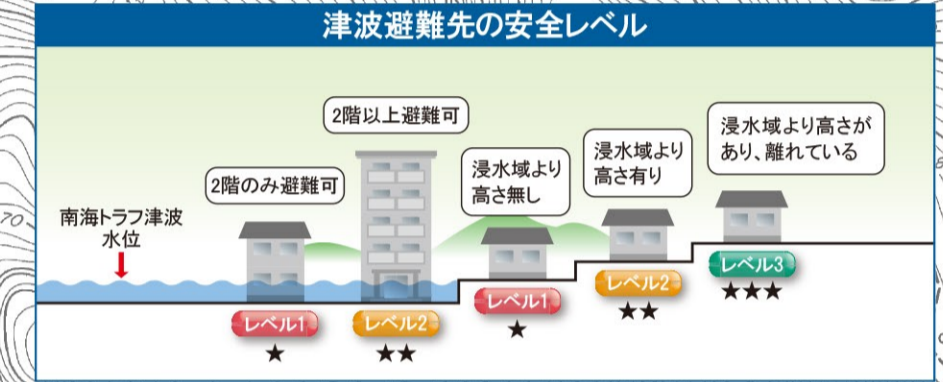 津波避難先の安全レベル
2階以上避難可
浸水域より高さが
あり、離れている
浸水域より
高さ有り
浸水域より
高さ無し
2階のみ避難可
南海トラフ津波
水位
レベル1
★
レベル2
★★
レベル1
★
レベル2
★★
レベル3
★★★
70